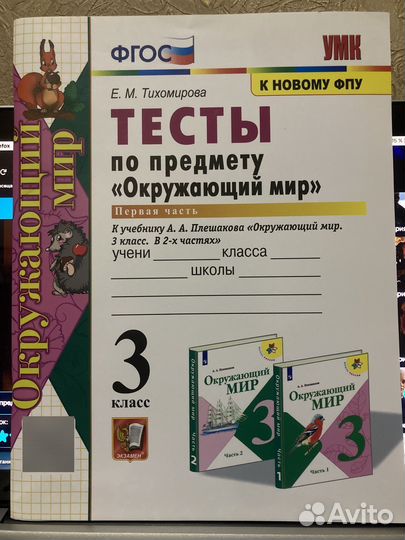 ФГОС
УМК
К НОВОМУ ФПУ
Е. М. Тихомирова
ТЕСТЫ
по предмету
«Окружающий мир»
Первая часть
К учебнику А. А. Плешакова «Окружающий мир.
3 класс. В 2-х частях»
учени класса
школы
3
класс
ЭКЗАМЕН
Окружающий мир
Окружающий
МИР
3
Часть 2
Окружающий
МИР
3
Часть 1
Avito